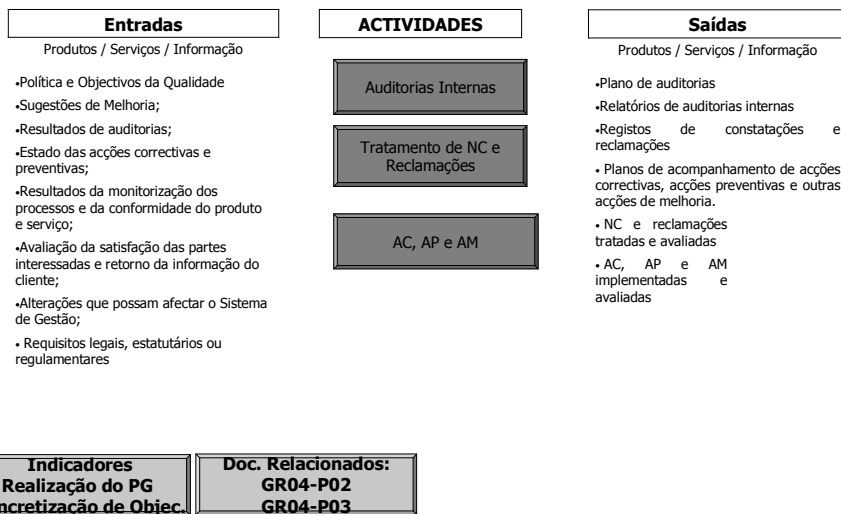 Entradas
Produtos / Serviços / Informação
•Política e Objectivos da Qualidade
•Sugestões de Melhoria;
•Resultados de auditorias;
•Estado das acções correctivas e
preventivas;
•Resultados da monitorização dos
processos e da conformidade do produto
e serviço;
•Avaliação da satisfação das partes
interessadas e retorno da informação do
cliente;
•Alterações que possam afectar o Sistema
de Gestão;
• Requisitos legais, estatutários ou
regulamentares
ACTIVIDADES
Auditorias Internas
Tratamento de NC e
Reclamações
AC, AP e AM
Saídas
Produtos / Serviços / Informação
•Plano de auditorias
•Relatórios de auditorias internas
•Registos de constatações e
reclamações
• Planos de acompanhamento de acções
correctivas, acções preventivas e outras
acções de melhoria.
• NC e reclamações
tratadas e avaliadas
• AC, AP e AM
implementadas e
avaliadas
Indicadores
Realização do PG
ncretização de Objec.
Doc. Relacionados:
GR04-P02
GR04-P03